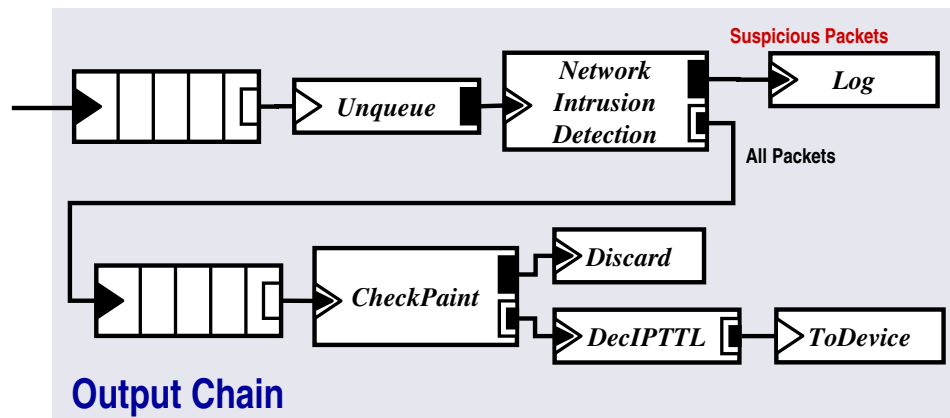 Suspicious Packets
Unqueue
Network
Intrusion
Detection
Log
All Packets
CheckPaint
Discard
DecIPTTL
ToDevice
Output Chain